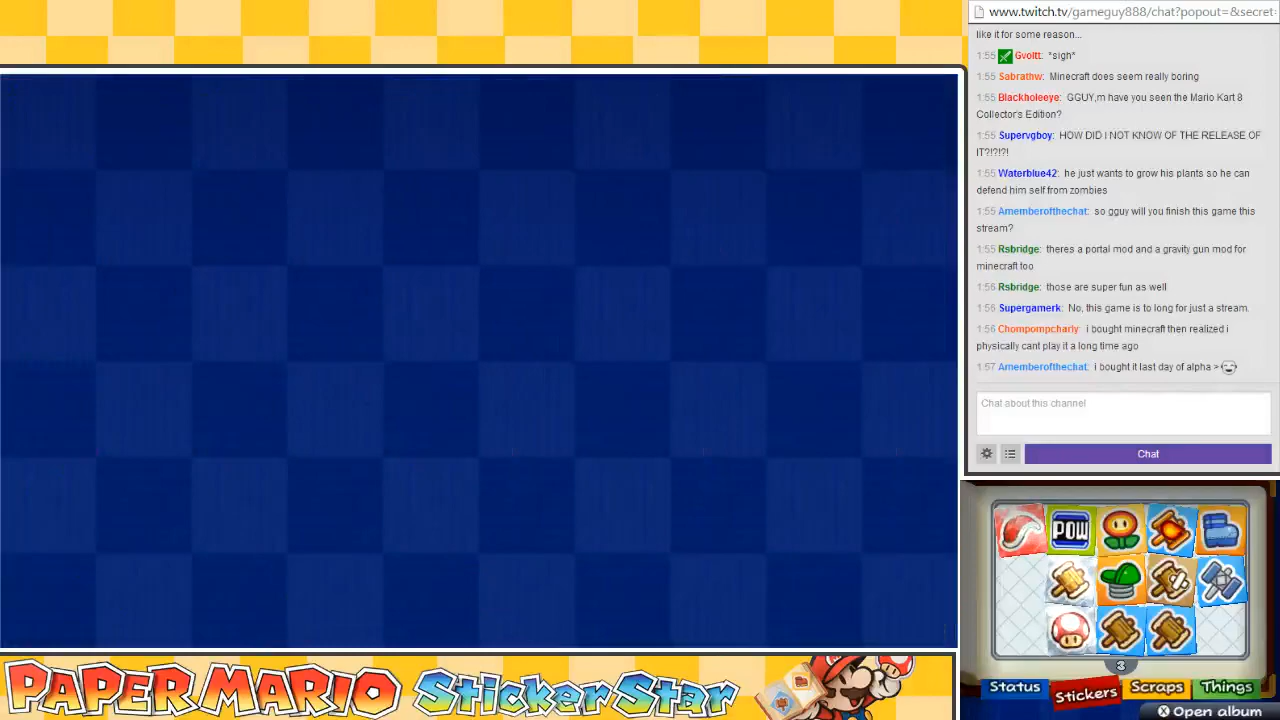 www.twitch.tv/gameguy888/chat?popout=&secret=
like it for some reason...
1:55 Gvoltt: *sigh*
1:55 Sabrathw: Minecraft does seem really boring
1:55 Blackholeeye: GGUY,m have you seen the Mario Kart 8
Collector's Edition?
1:55 Supervgboy: HOW DID I NOT KNOW OF THE RELEASE OF
IT?!?!?!
1:55 Waterblue42: he just wants to grow his plants so he can
defend him self from zombies
1:55 Amemberofthechat: so gguy will you finish this game this
stream?
1:55 Rsbridge: theres a portal mod and a gravity gun mod for
minecraft too
1:56 Rsbridge: those are super fun as well
1:56 Supergamerk: No, this game is to long for just a stream.
1:56 Chompompcharly: i bought minecraft then realized i
physically cant play it a long time ago
1:57 Amemberofthechat: i bought it last day of alpha >
Chat about this channel
Chat
POW
3
Status
Stickers
Scraps
Things
X Open album
PAPER MARIO Sticker Star